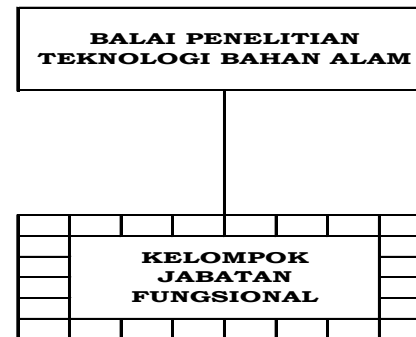 BALAI PENELITIAN
TEKNOLOGI BAHAN ALAM
KELOMPOK
JABATAN
FUNGSIONAL